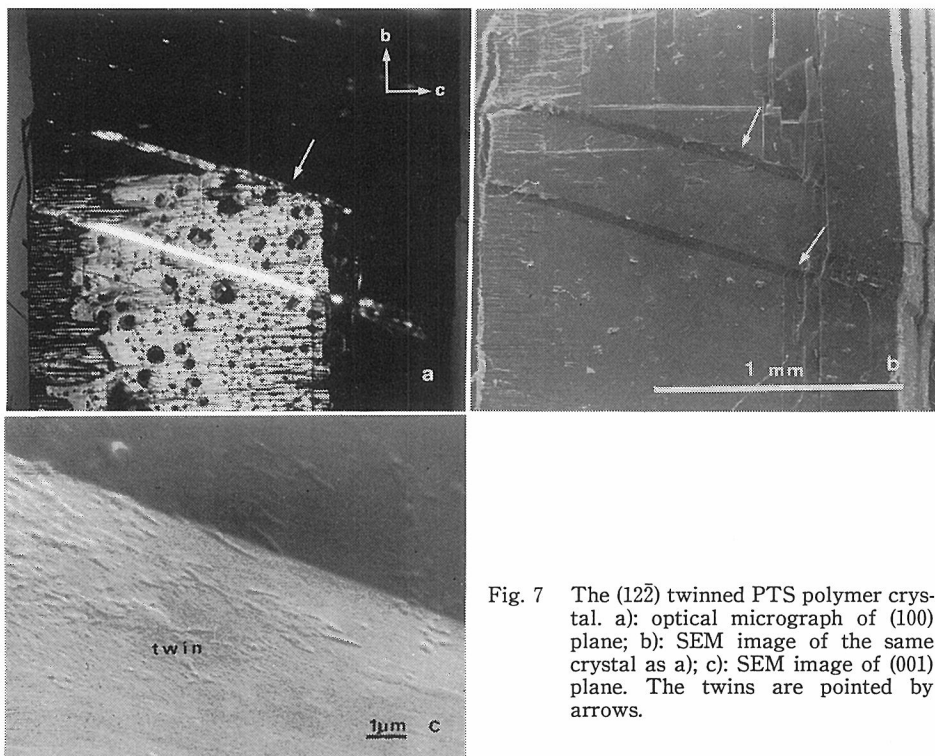 b
c
a
1 mm
b
twin
1μm c
Fig. 7 The (122̄) twinned PTS polymer crys-
tal. a): optical micrograph of (100)
plane; b): SEM image of the same
crystal as a); c): SEM image of (001)
plane. The twins are pointed by
arrows.